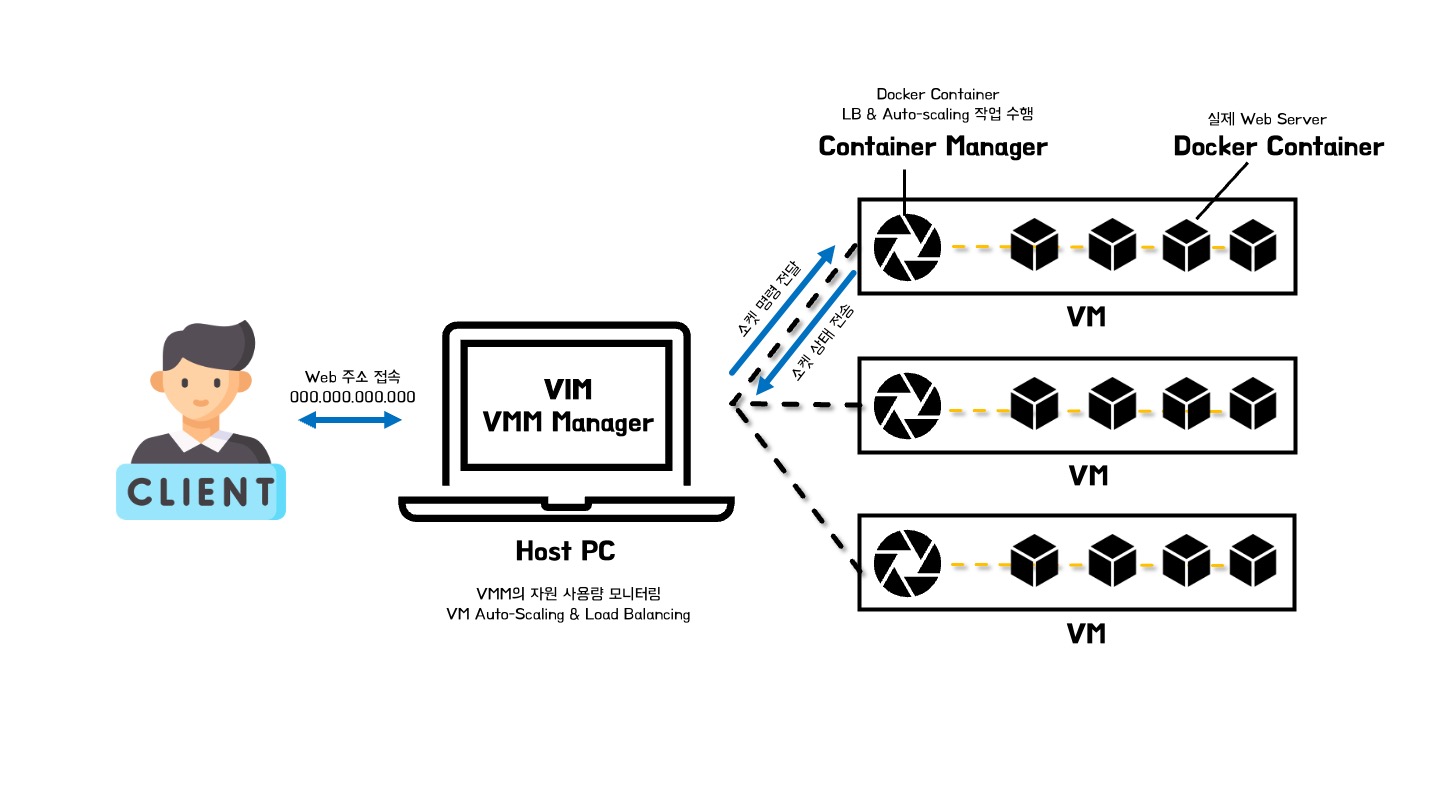 Docker Container
LB & Auto-scaling 작업 수행
Container Manager
실제 Web Server
Docker Container
소켓 명령 전달
소켓 상태 전송
VM
Web 주소 접속
000.000.000.000
CLIENT
VIM
VMM Manager
Host PC
VMM의 자원 사용량 모니터링
VM Auto-Scaling & Load Balancing
VM
VM